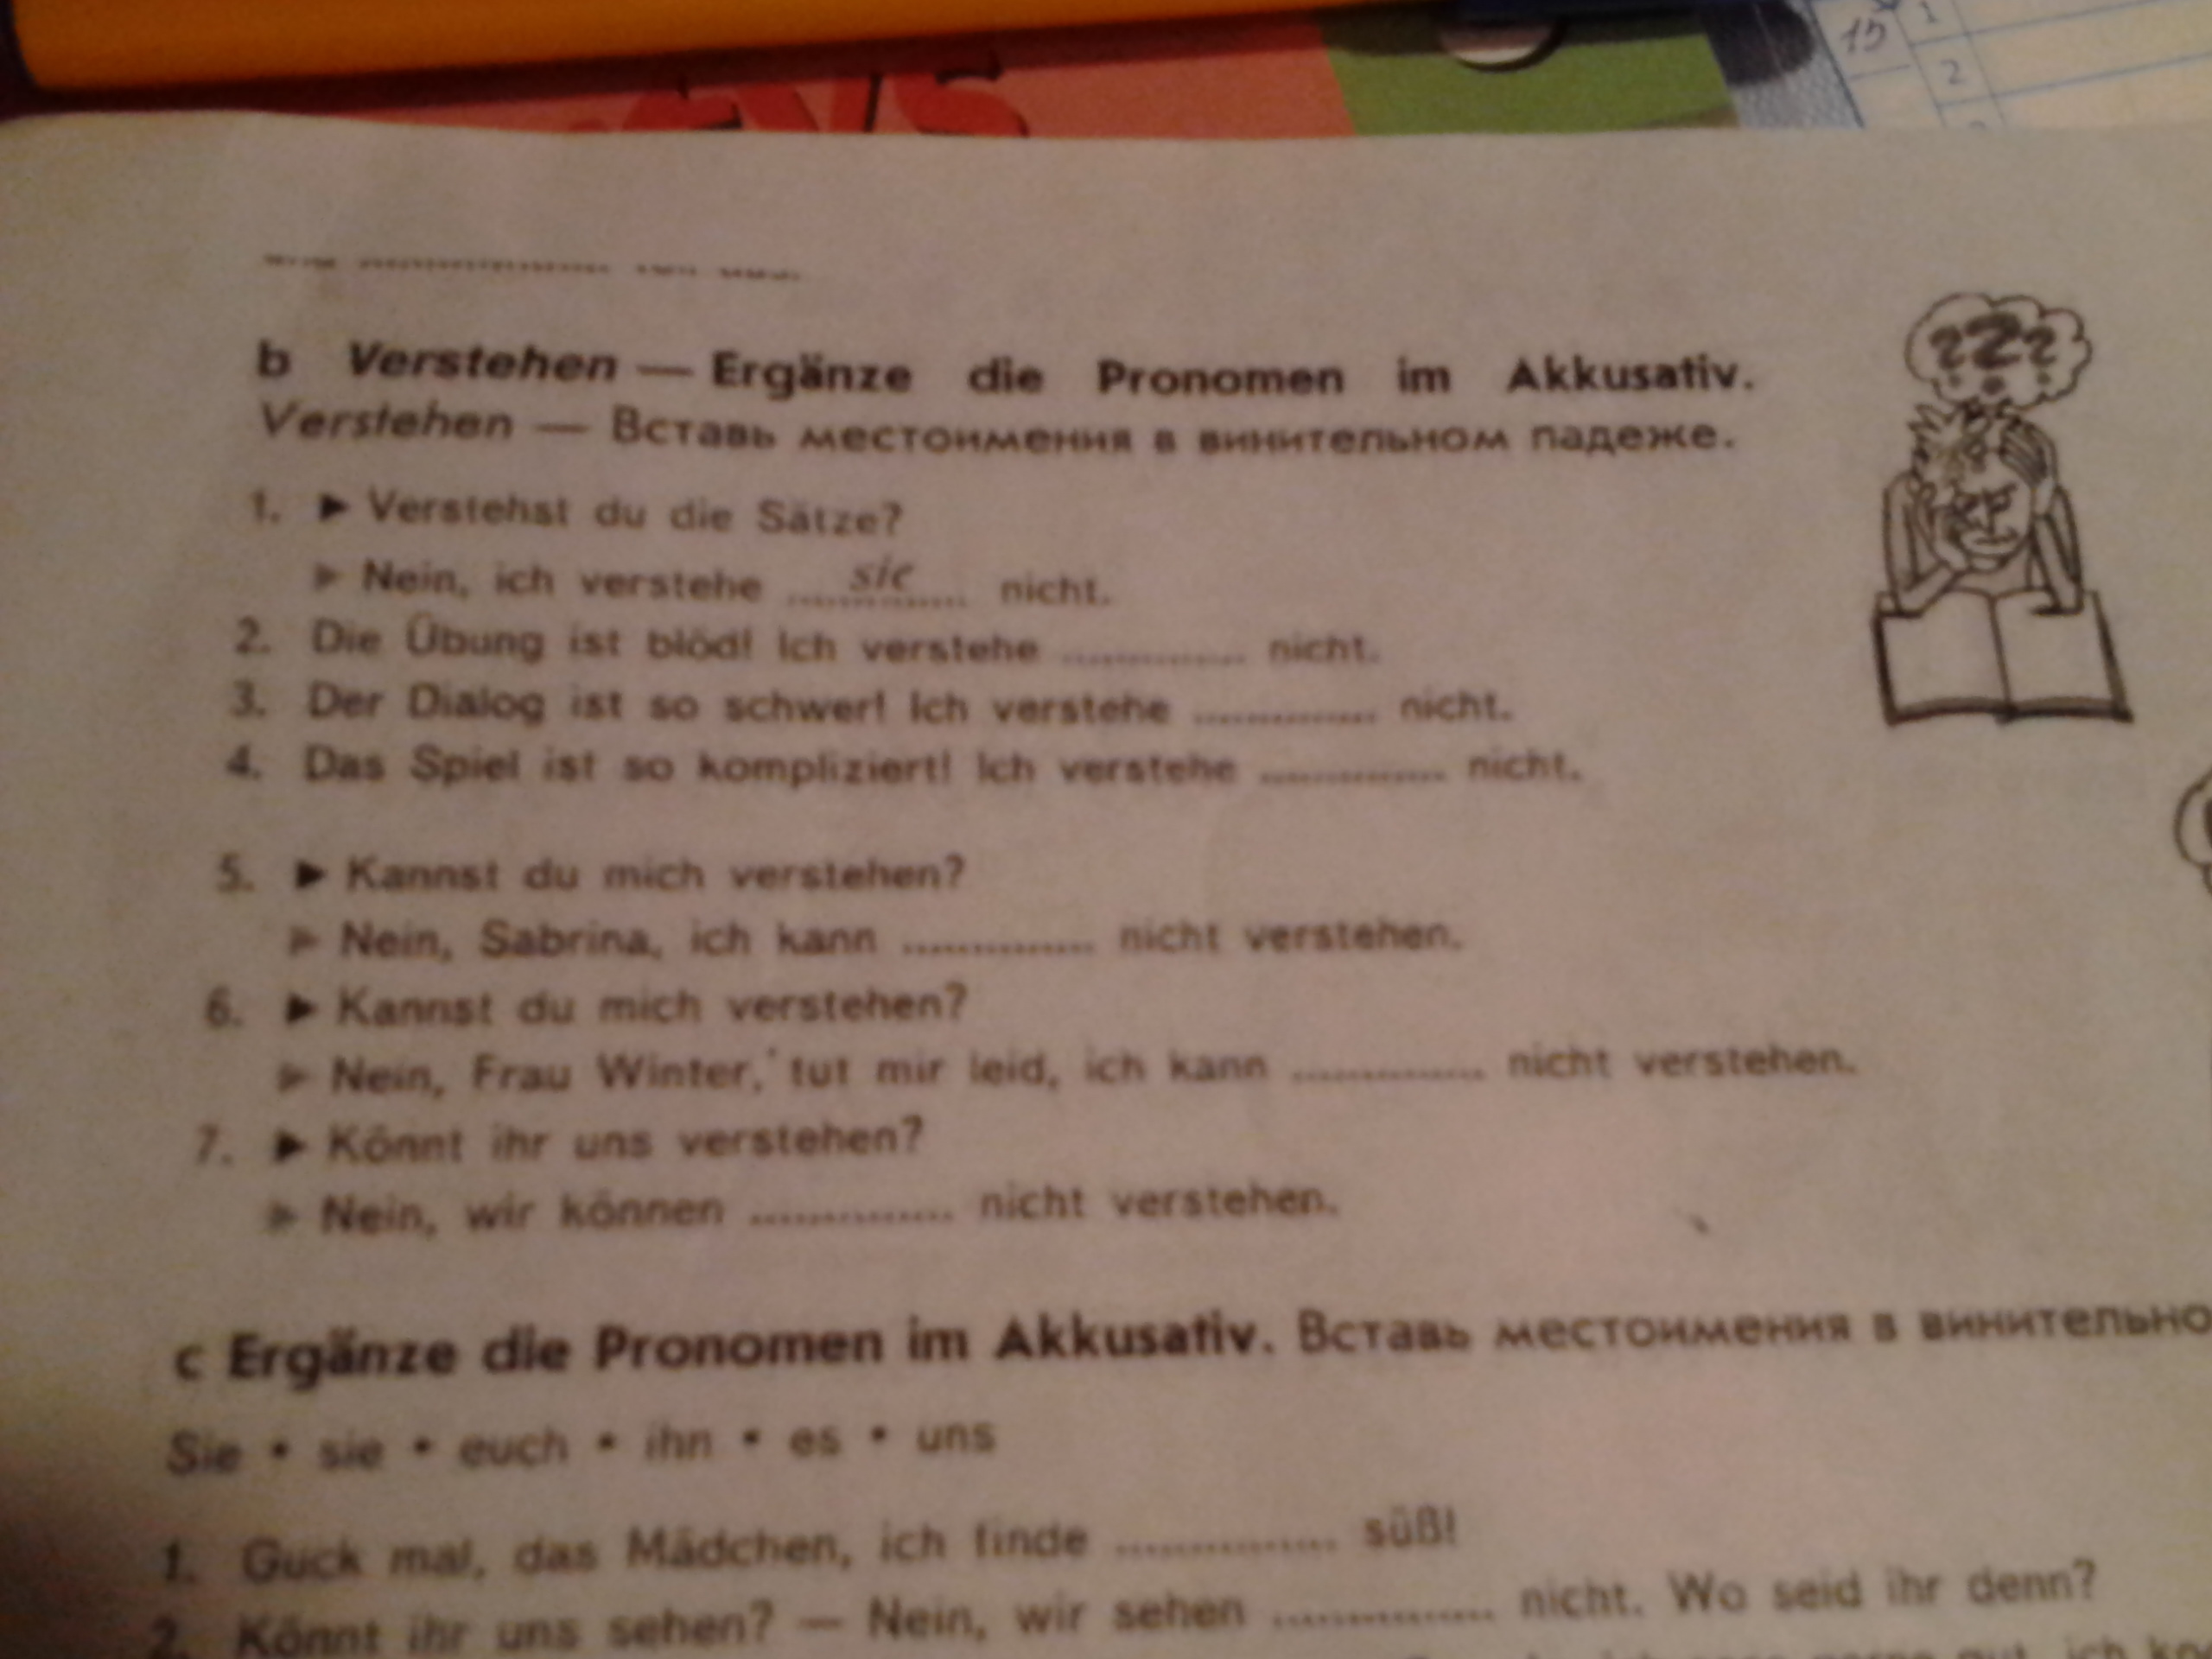 15 1
2
b Verstehen — Ergänze die Pronomen im Akkusativ.
Verstehen — Вставь местоимения в винительном падеже.
???
1. ► Verstehst du die Sätze?
► Nein, ich verstehe .............. sie .............. nicht.
2. Die Übung ist blöd! Ich verstehe .............. nicht.
3. Der Dialog ist so schwer! Ich verstehe .............. nicht.
4. Das Spiel ist so kompliziert! Ich verstehe .............. nicht.
5. ► Kannst du mich verstehen?
► Nein, Sabrina, ich kann .............. nicht verstehen.
6. ► Kannst du mich verstehen?
► Nein, Frau Winter, tut mir leid, ich kann .............. nicht verstehen.
7. ► Könnt ihr uns verstehen?
► Nein, wir können .............. nicht verstehen.
c Ergänze die Pronomen im Akkusativ. Вставь местоимения в винительно
Sie • sie • euch • ihn • es • uns
1. Guck mal, das Mädchen, ich finde .............. süß!
2. Könnt ihr uns sehen? — Nein, wir sehen .............. nicht. Wo seid ihr denn?